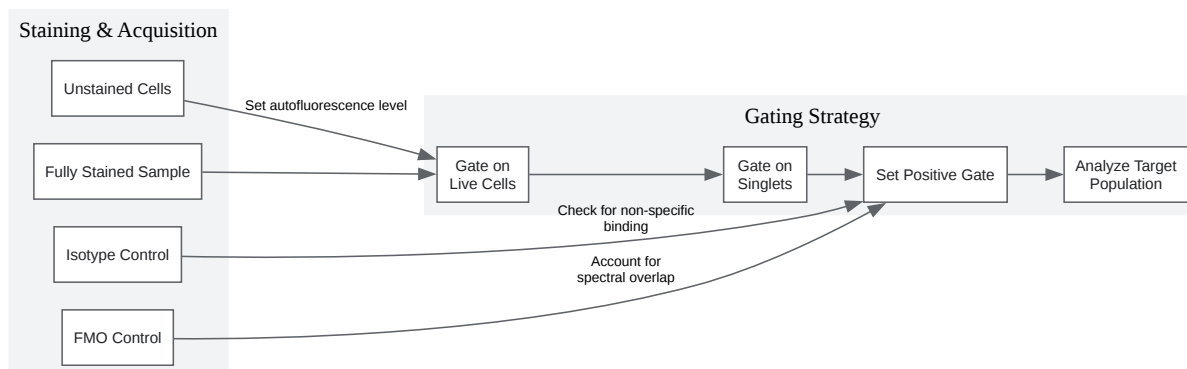 Staining & Acquisition
Unstained Cells
Fully Stained Sample
Isotype Control
FMO Control
Set autofluorescence level
Gating Strategy
Gate on
Live Cells
Gate on
Singlets
Set Positive Gate
Analyze Target
Population
Check for non-specific
binding
Account for
spectral overlap